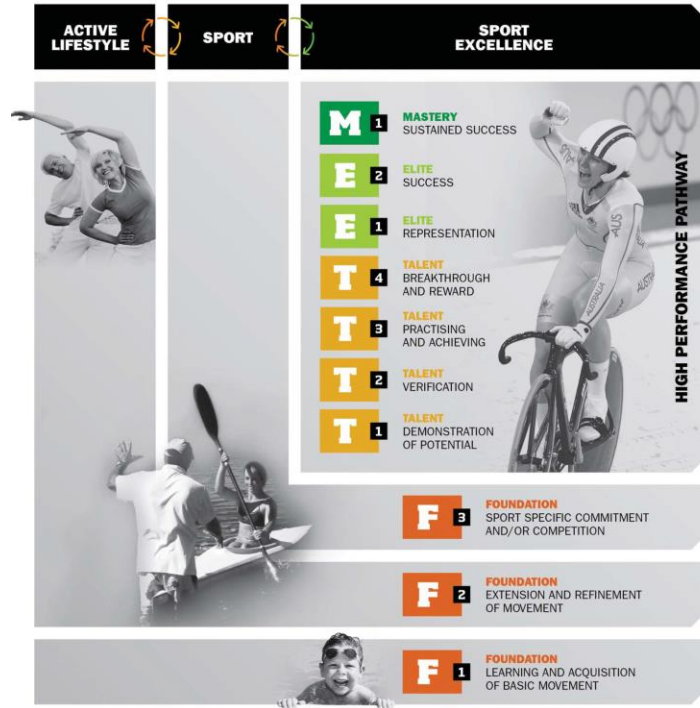 ACTIVE
LIFESTYLE
SPORT
SPORT
EXCELLENCE
M 1
MASTERY
SUSTAINED SUCCESS
E 2
ELITE
SUCCESS
E 1
ELITE
REPRESENTATION
T 4
TALENT
BREAKTHROUGH
AND REWARD
T 3
TALENT
PRACTISING
AND ACHIEVING
T 2
TALENT
VERIFICATION
T 1
TALENT
DEMONSTRATION
OF POTENTIAL
HIGH PERFORMANCE PATHWAY
AUS
AUSTRALIA
F 3
FOUNDATION
SPORT SPECIFIC COMMITMENT
AND/OR COMPETITION
F 2
FOUNDATION
EXTENSION AND REFINEMENT
OF MOVEMENT
F 1
FOUNDATION
LEARNING AND ACQUISITION
OF BASIC MOVEMENT